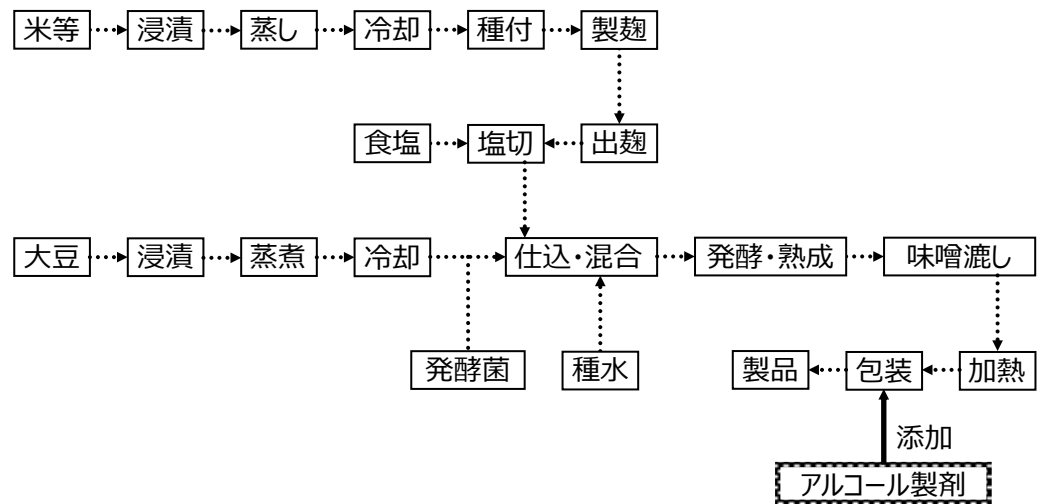 米等
浸漬
蒸し
冷却
種付
製麹
食塩
塩切
出麹
大豆
浸漬
蒸煮
冷却
仕込・混合
発酵・熟成
味噌漉し
発酵菌
種水
製品
包装
加熱
添加
アルコール製剤